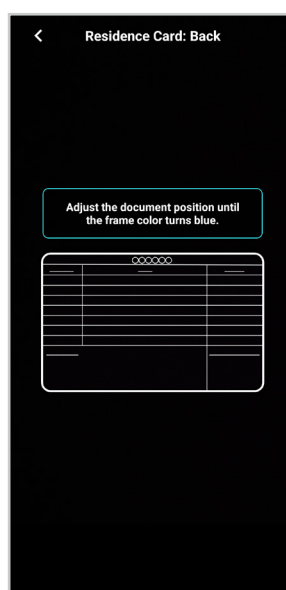 Residence Card: Back
Adjust the document position until
the frame color turns blue.